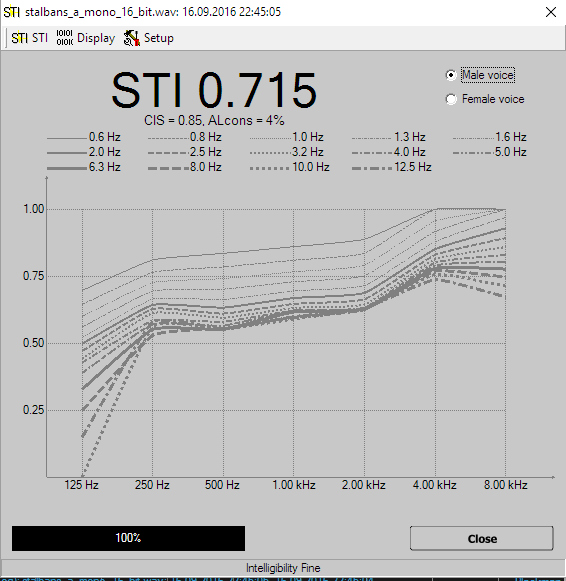 STI stalbans_a_mono_16_bit.wav: 16.09.2016 22:45:05
STI STI Display Setup
STI 0.715
CIS = 0.85, ALcons = 4%
Male voice
Female voice
0.6 Hz 0.8 Hz 1.0 Hz 1.3 Hz 1.6 Hz
2.0 Hz 2.5 Hz 3.2 Hz 4.0 Hz 5.0 Hz
6.3 Hz 8.0 Hz 10.0 Hz 12.5 Hz
1.00
0.75
0.50
0.25
125 Hz 250 Hz 500 Hz 1.00 kHz 2.00 kHz 4.00 kHz 8.00 kHz
100% Close
Intelligibility Fine